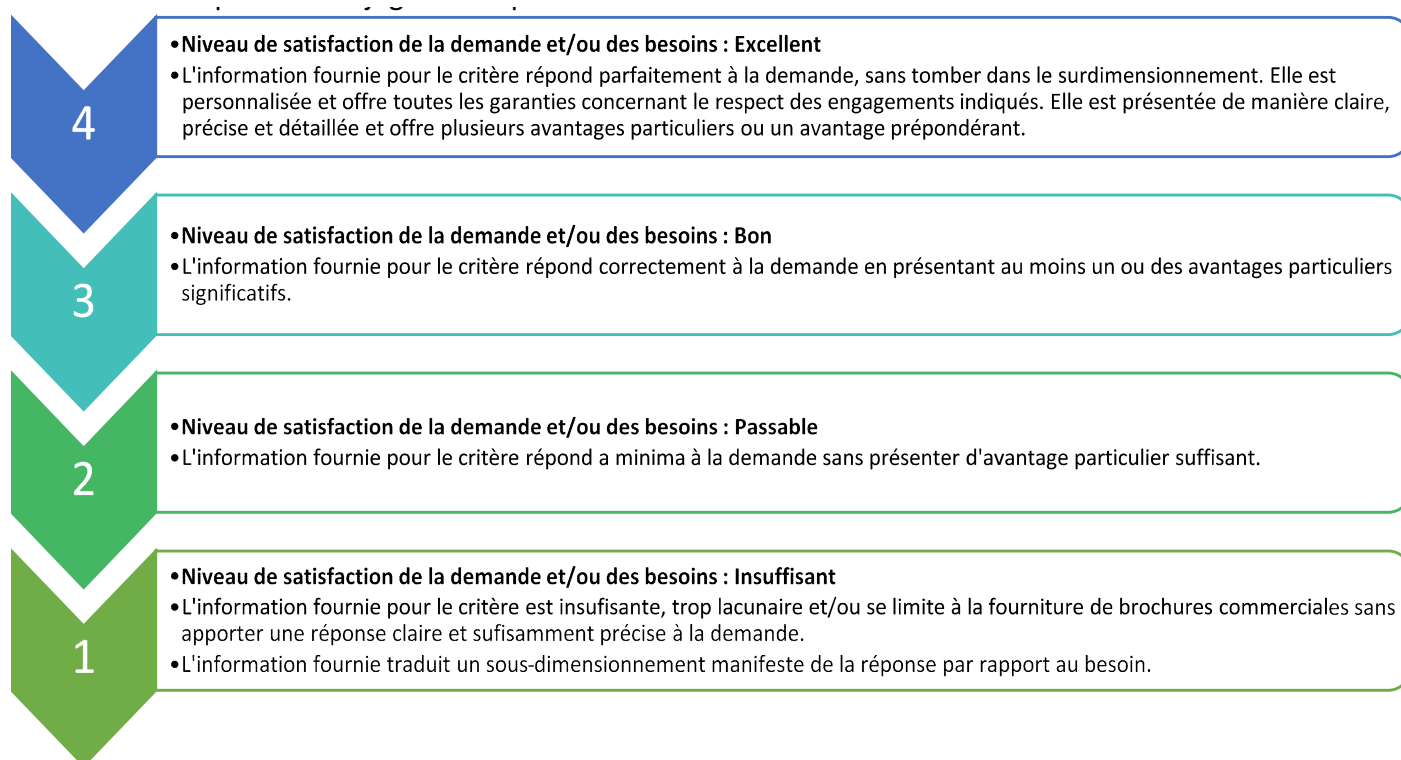 4
•Niveau de satisfaction de la demande et/ou des besoins : Excellent
•L'information fournie pour le critère répond parfaitement à la demande, sans tomber dans le surdimensionnement. Elle est
personnalisée et offre toutes les garanties concernant le respect des engagements indiqués. Elle est présentée de manière claire,
précise et détaillée et offre plusieurs avantages particuliers ou un avantage prépondérant.
3
•Niveau de satisfaction de la demande et/ou des besoins : Bon
•L'information fournie pour le critère répond correctement à la demande en présentant au moins un ou des avantages particuliers
significatifs.
2
•Niveau de satisfaction de la demande et/ou des besoins : Passable
•L'information fournie pour le critère répond a minima à la demande sans présenter d'avantage particulier suffisant.
1
•Niveau de satisfaction de la demande et/ou des besoins : Insuffisant
•L'information fournie pour le critère est insufisante, trop lacunaire et/ou se limite à la fourniture de brochures commerciales sans
apporter une réponse claire et sufisamment précise à la demande.
•L'information fournie traduit un sous-dimensionnement manifeste de la réponse par rapport au besoin.